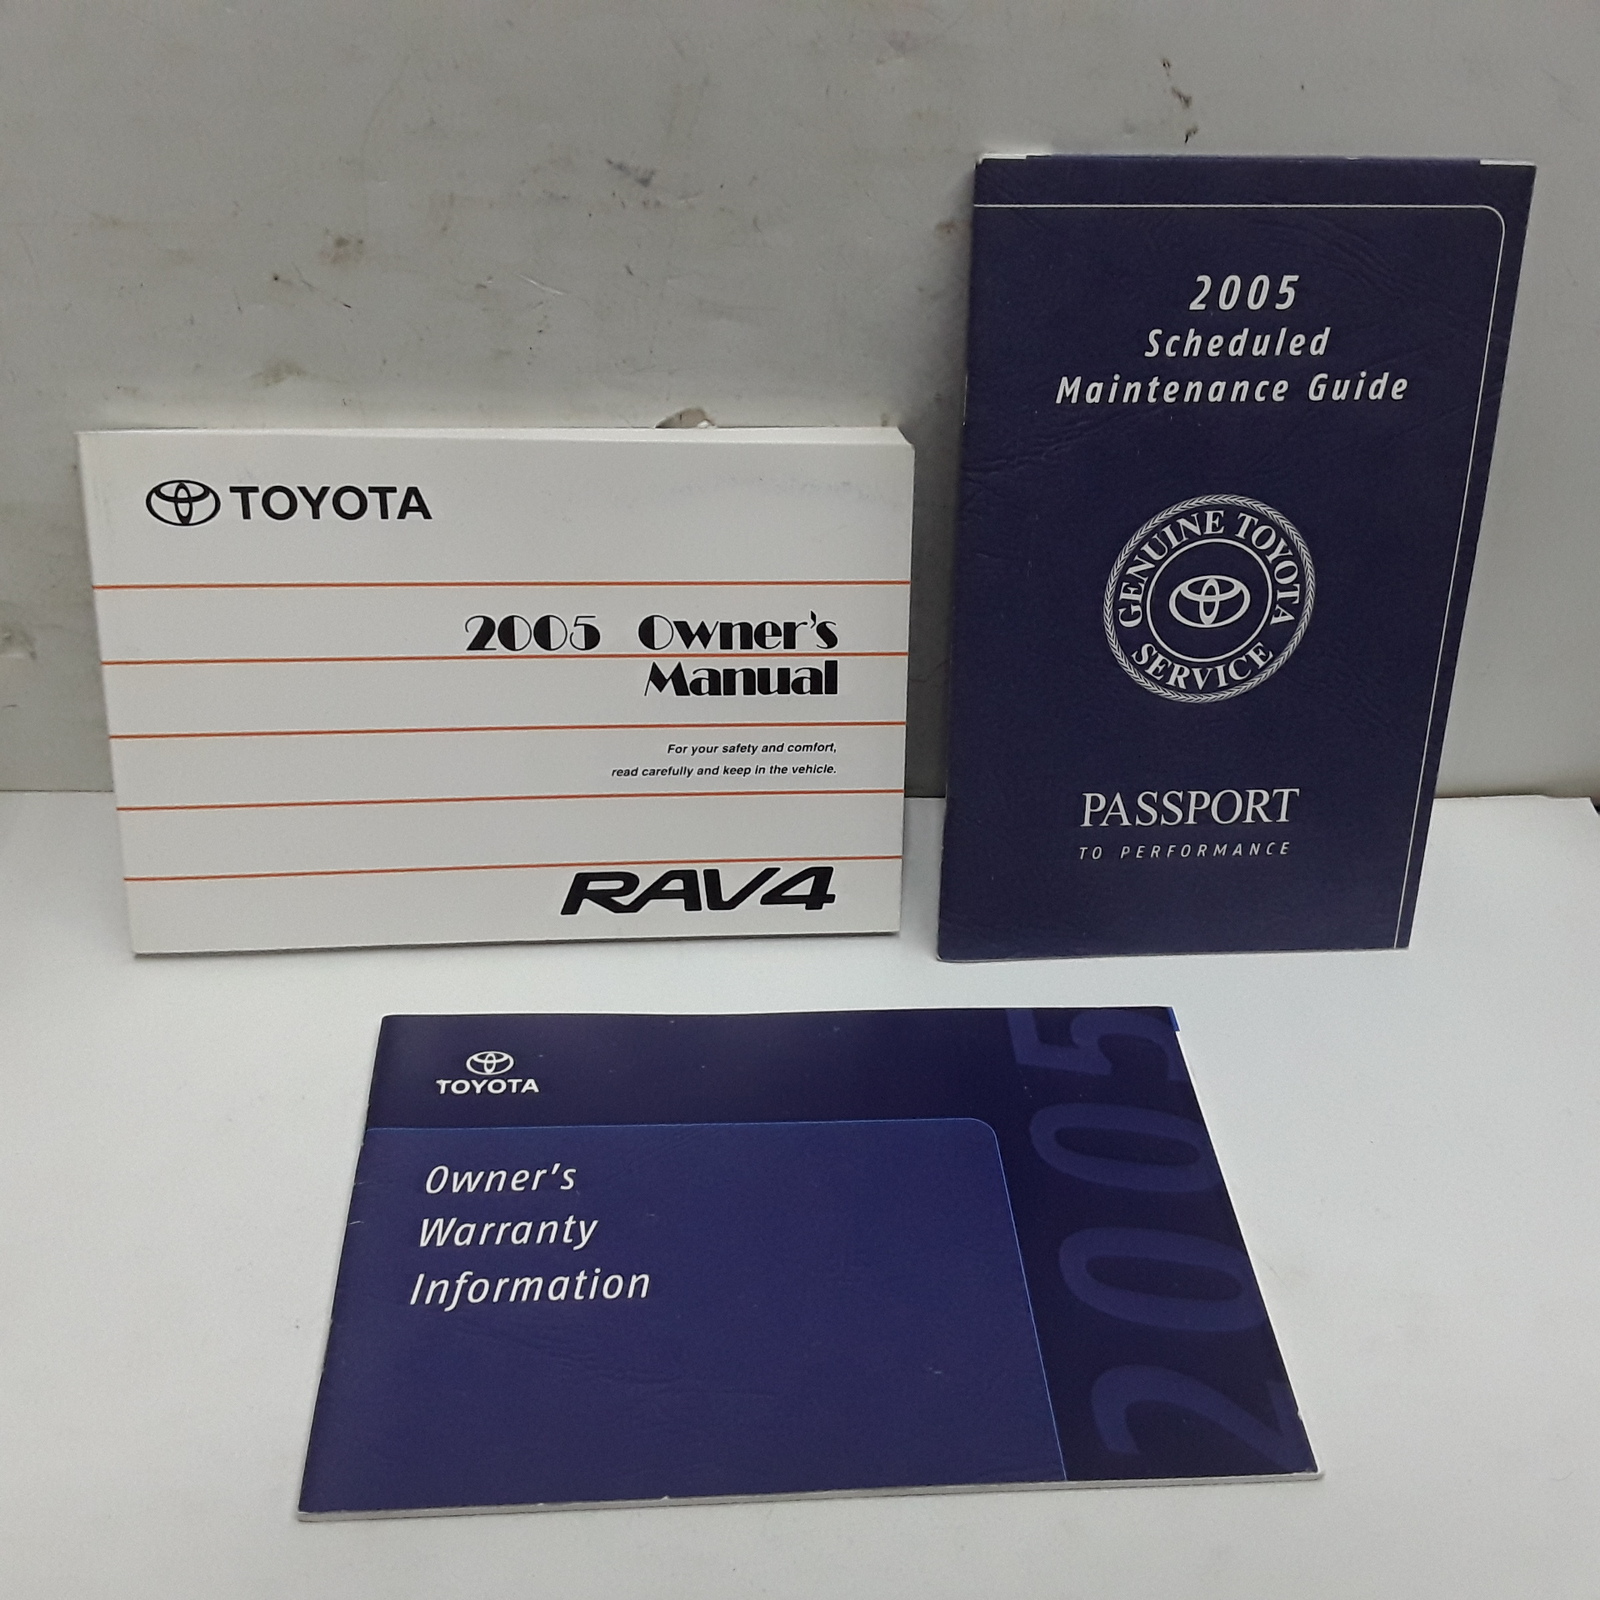 TOYOTA
2005 Owner's
Manual
For your safety and comfort,
read carefully and keep in the vehicle.
RAV4
2005
Scheduled
Maintenance Guide
GENUINE TOYOTA
SERVICE
PASSPORT
TO PERFORMANCE
TOYOTA
Owner's
Warranty
Information
2005